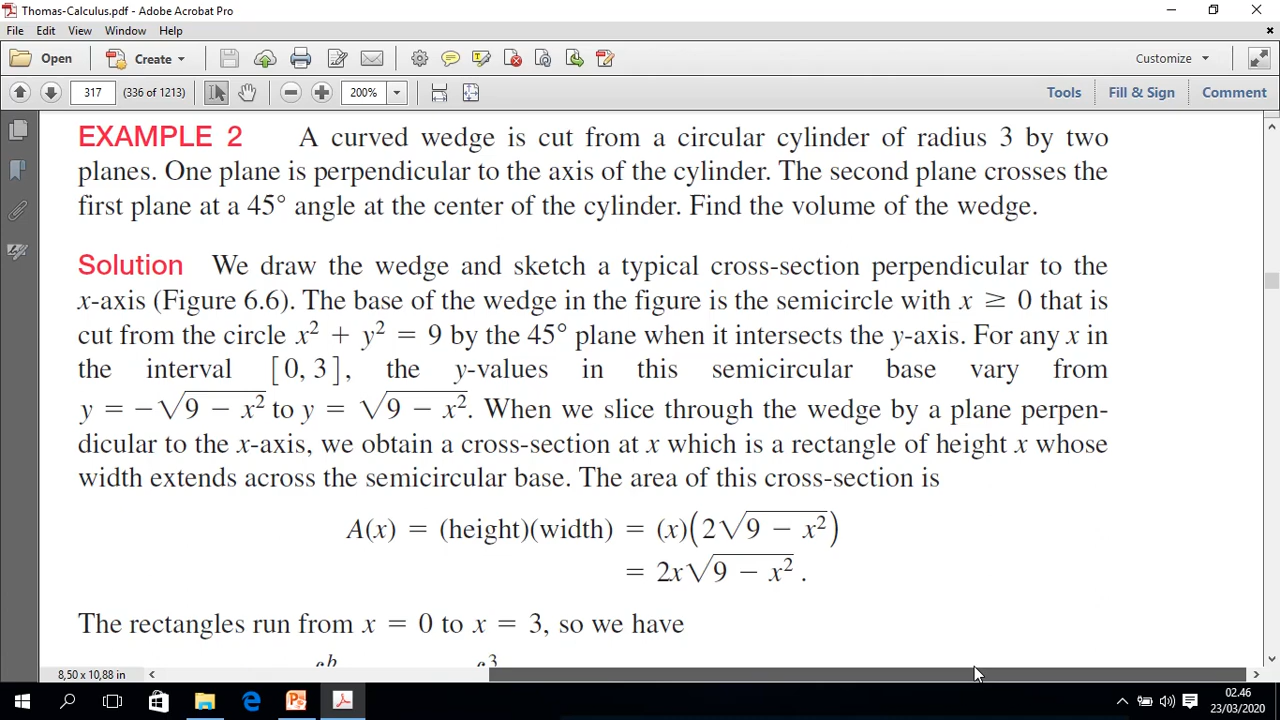 Thomas-Calculus.pdf - Adobe Acrobat Pro
File Edit View Window Help
Open Create Customize
317 (336 of 1213) 200% Tools Fill & Sign Comment
EXAMPLE 2 A curved wedge is cut from a circular cylinder of radius 3 by two
planes. One plane is perpendicular to the axis of the cylinder. The second plane crosses the
first plane at a 45° angle at the center of the cylinder. Find the volume of the wedge.
Solution We draw the wedge and sketch a typical cross-section perpendicular to the
x-axis (Figure 6.6). The base of the wedge in the figure is the semicircle with x ≥ 0 that is
cut from the circle x² + y² = 9 by the 45° plane when it intersects the y-axis. For any x in
the interval [0, 3], the y-values in this semicircular base vary from
y = −√(9 − x²) to y = √(9 − x²). When we slice through the wedge by a plane perpen-
dicular to the x-axis, we obtain a cross-section at x which is a rectangle of height x whose
width extends across the semicircular base. The area of this cross-section is
A(x) = (height)(width) = (x)(2√(9 − x²))
= 2x√(9 − x²) .
The rectangles run from x = 0 to x = 3, so we have
8,50 x 10,88 in
02.46
23/03/2020